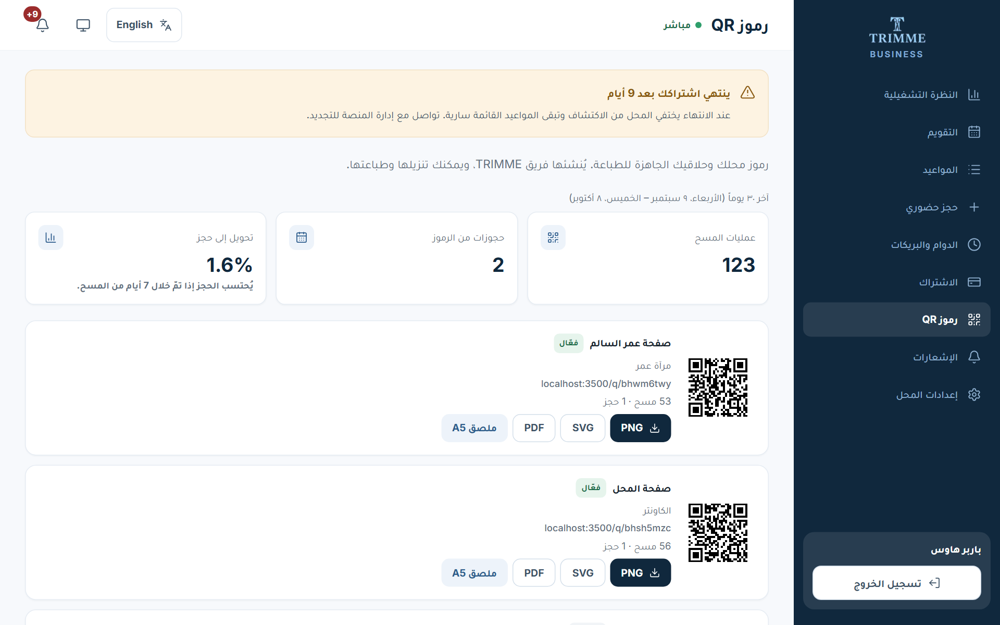 TRIMME
BUSINESS
النظرة التشغيلية
التقويم
المواعيد
حجز حضوري
الدوام والبريكات
الاشتراك
رموز QR
الإشعارات
إعدادات المحل
باربر هاوس
تسجيل الخروج
رموز QR
مباشر
English
+9
ينتهي اشتراكك بعد 9 أيام
عند الانتهاء يختفي المحل من الاكتشاف وتبقى المواعيد القائمة سارية. تواصل مع إدارة المنصة للتجديد.
رموز محلك وحلاقيك الجاهزة للطباعة. يُنشئها فريق TRIMME، ويمكنك تنزيلها وطباعتها.
آخر ٣٠ يوماً (الأربعاء، ٩ سبتمبر – الخميس، ٨ أكتوبر)
عمليات المسح
123
حجوزات من الرموز
2
تحويل إلى حجز
1.6%
يُحتسب الحجز إذا تمّ خلال 7 أيام من المسح.
صفحة عمر السالم
فعّال
مرآة عمر
localhost:3500/q/bhwm6twy
53 مسح · 1 حجز
PNG
SVG
PDF
ملصق A5
صفحة المحل
فعّال
الكاونتر
localhost:3500/q/bhsh5mzc
56 مسح · 1 حجز
PNG
SVG
PDF
ملصق A5